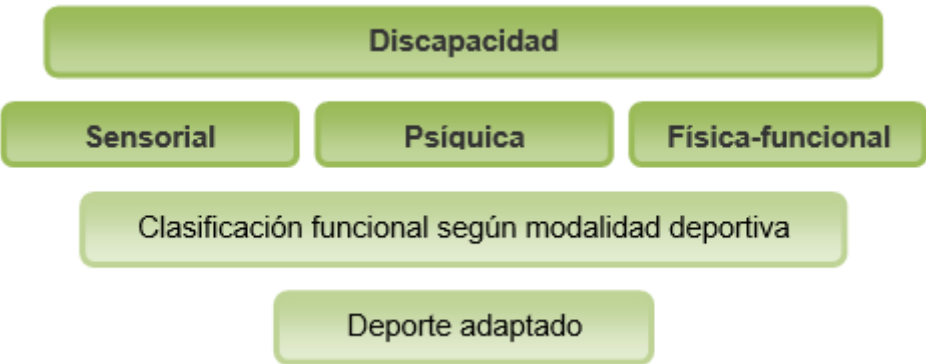 Discapacidad
Sensorial
Psíquica
Física-funcional
Clasificación funcional según modalidad deportiva
Deporte adaptado